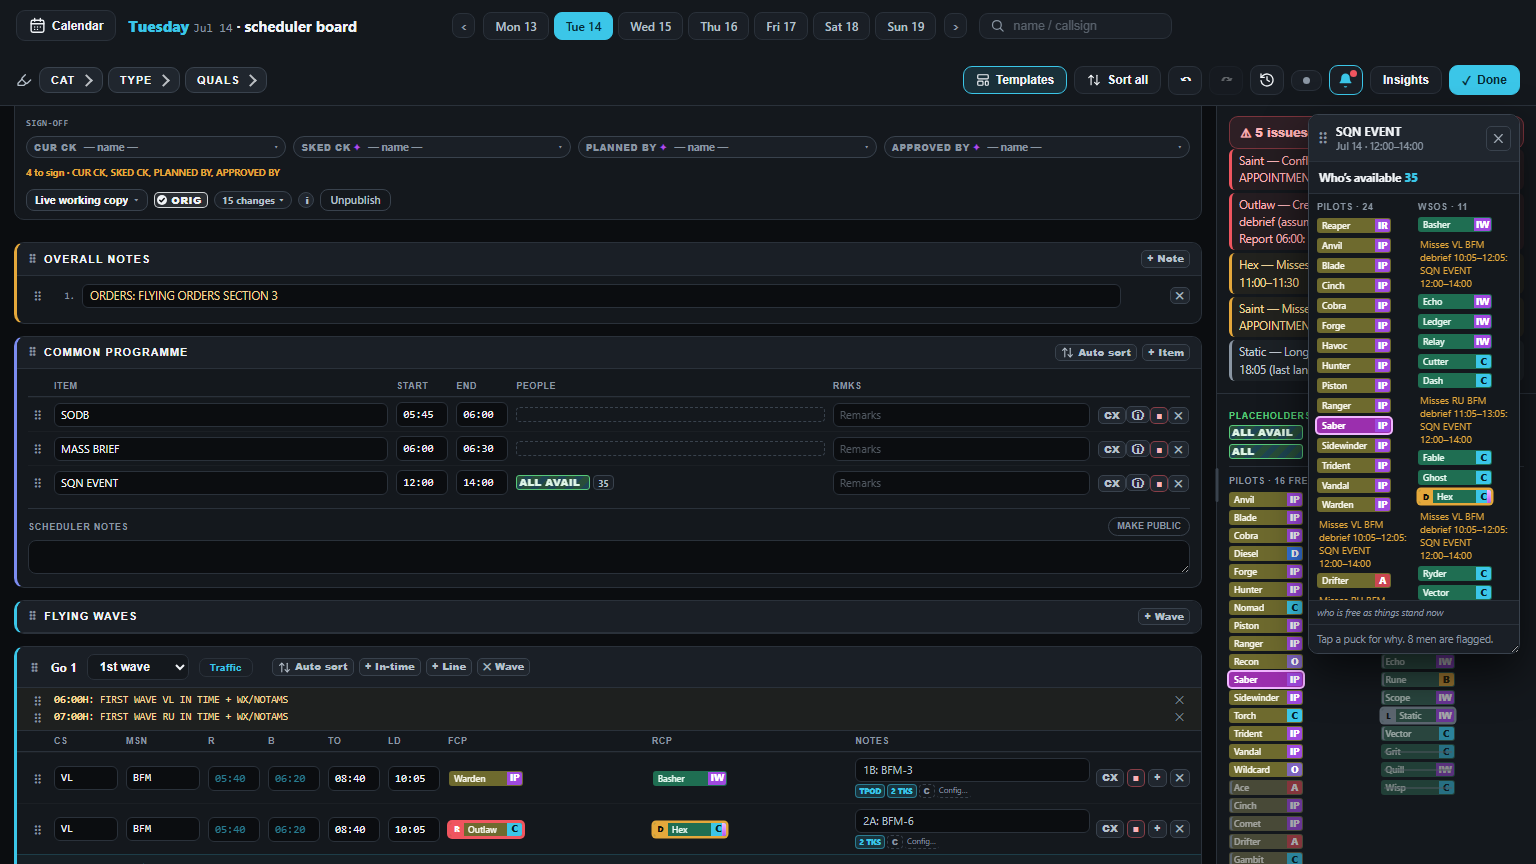 Calendar
Tuesday Jul 14 · scheduler board
Mon 13
Tue 14
Wed 15
Thu 16
Fri 17
Sat 18
Sun 19
name / callsign
CAT
TYPE
QUALS
Templates
Sort all
Insights
✓ Done
SIGN-OFF
CUR CK — name —
SKED CK ✦ — name —
PLANNED BY ✦ — name —
APPROVED BY ✦ — name —
4 to sign · CUR CK, SKED CK, PLANNED BY, APPROVED BY
Live working copy
ORIG
15 changes
i
Unpublish
OVERALL NOTES
+ Note
1. ORDERS: FLYING ORDERS SECTION 3
COMMON PROGRAMME
Auto sort
+ Item
ITEM START END PEOPLE RMKS
SODB 05:45 06:00 Remarks CX
MASS BRIEF 06:00 06:30 Remarks CX
SQN EVENT 12:00 14:00 ALL AVAIL 35 Remarks CX
SCHEDULER NOTES
MAKE PUBLIC
FLYING WAVES
+ Wave
Go 1
1st wave
Traffic
Auto sort
+ In-time
+ Line
✕ Wave
06:00H: FIRST WAVE VL IN TIME + WX/NOTAMS
07:00H: FIRST WAVE RU IN TIME + WX/NOTAMS
CS MSN R B TO LD FCP RCP NOTES
VL BFM 05:40 06:20 08:40 10:05 Warden IP Basher IW 1B: BFM-3 CX
TPOD 2 TKS C Config...
VL BFM 05:40 06:20 08:40 10:05 R Outlaw C D Hex C 2A: BFM-6 CX
2 TKS C Config...
⚠ 5 issues
Saint — Conf
APPOINTMEN
Outlaw — Cre
debrief (assum
Report 06:00:
Hex — Misses
11:00–11:30
Saint — Misse
APPOINTMEN
Static — Long
18:05 (last lan
PLACEHOLDERS
ALL AVAIL
ALL
PILOTS · 16 FRE
Anvil IP
Blade IP
Cobra IP
Diesel D
Forge IP
Hunter IP
Nomad C
Piston IP
Ranger IP
Recon O
Saber IP
Sidewinder IP
Torch C
Trident IP
Vandal IP
Wildcard O
Ace A
Cinch IP
Comet IP
Drifter A
Gambit C
Echo IW
Rune B
Scope IW
L Static IW
Vector C
Grit C
Quill IW
Wisp C
SQN EVENT
Jul 14 · 12:00–14:00
Who's available 35
PILOTS · 24
Reaper IR
Anvil IP
Blade IP
Cinch IP
Cobra IP
Forge IP
Havoc IP
Hunter IP
Piston IP
Ranger IP
Saber IP
Sidewinder IP
Trident IP
Vandal IP
Warden IP
Misses VL BFM
debrief 10:05–12:05:
SQN EVENT
12:00–14:00
Drifter A
Misses RU BFM
WSOS · 11
Basher IW
Misses VL BFM
debrief 10:05–12:05:
SQN EVENT
12:00–14:00
Echo IW
Ledger IW
Relay IW
Cutter C
Dash C
Misses RU BFM
debrief 11:05–13:05:
SQN EVENT
12:00–14:00
Fable C
Ghost C
D Hex C
Misses VL BFM
debrief 10:05–12:05:
SQN EVENT
12:00–14:00
Ryder C
Vector C
who is free as things stand now
Tap a puck for why. 8 men are flagged.